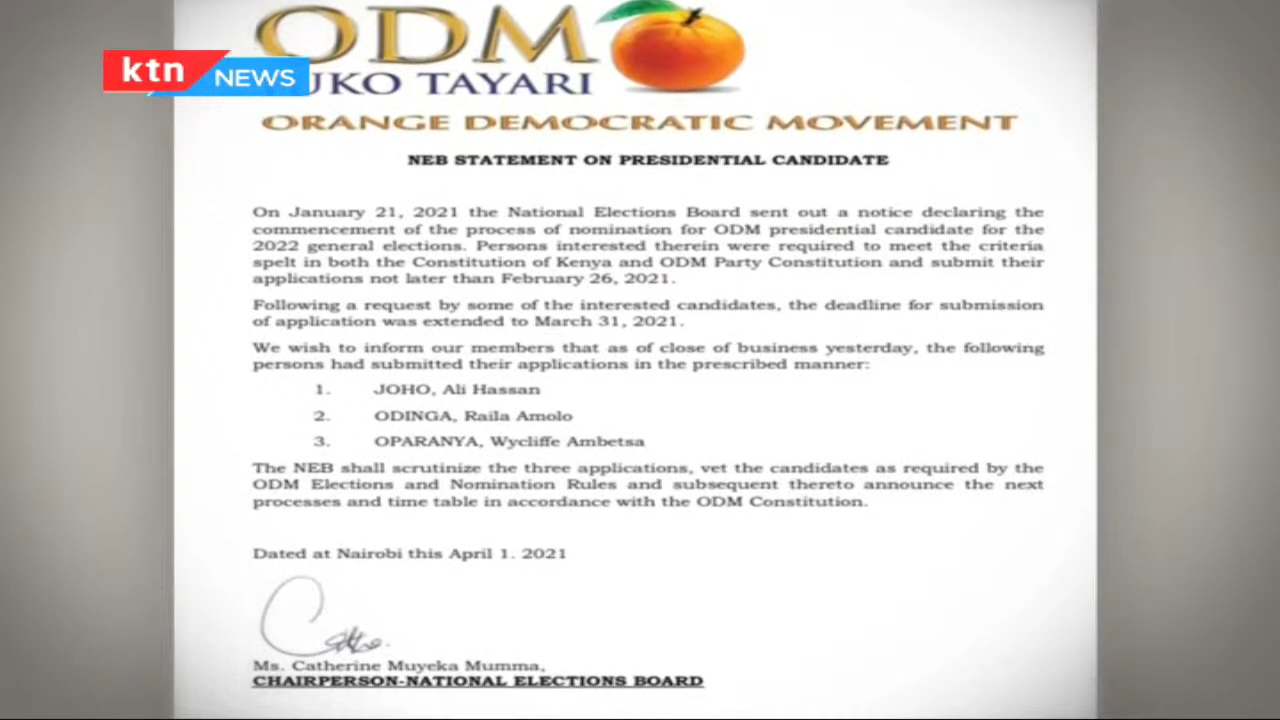 ODM
ktn NEWS
UKO TAYARI
ORANGE DEMOCRATIC MOVEMENT
NEB STATEMENT ON PRESIDENTIAL CANDIDATE
On January 21, 2021 the National Elections Board sent out a notice declaring the
commencement of the process of nomination for ODM presidential candidate for the
2022 general elections. Persons interested therein were required to meet the criteria
spelt in both the Constitution of Kenya and ODM Party Constitution and submit their
applications not later than February 26, 2021.
Following a request by some of the interested candidates, the deadline for submission
of application was extended to March 31, 2021.
We wish to inform our members that as of close of business yesterday, the following
persons had submitted their applications in the prescribed manner:
1. JOHO, Ali Hassan
2. ODINGA, Raila Amolo
3. OPARANYA, Wycliffe Ambetsa
The NEB shall scrutinize the three applications, vet the candidates as required by the
ODM Elections and Nomination Rules and subsequent thereto announce the next
processes and time table in accordance with the ODM Constitution.
Dated at Nairobi this April 1. 2021
Ms. Catherine Muyeka Mumma,
CHAIRPERSON-NATIONAL ELECTIONS BOARD